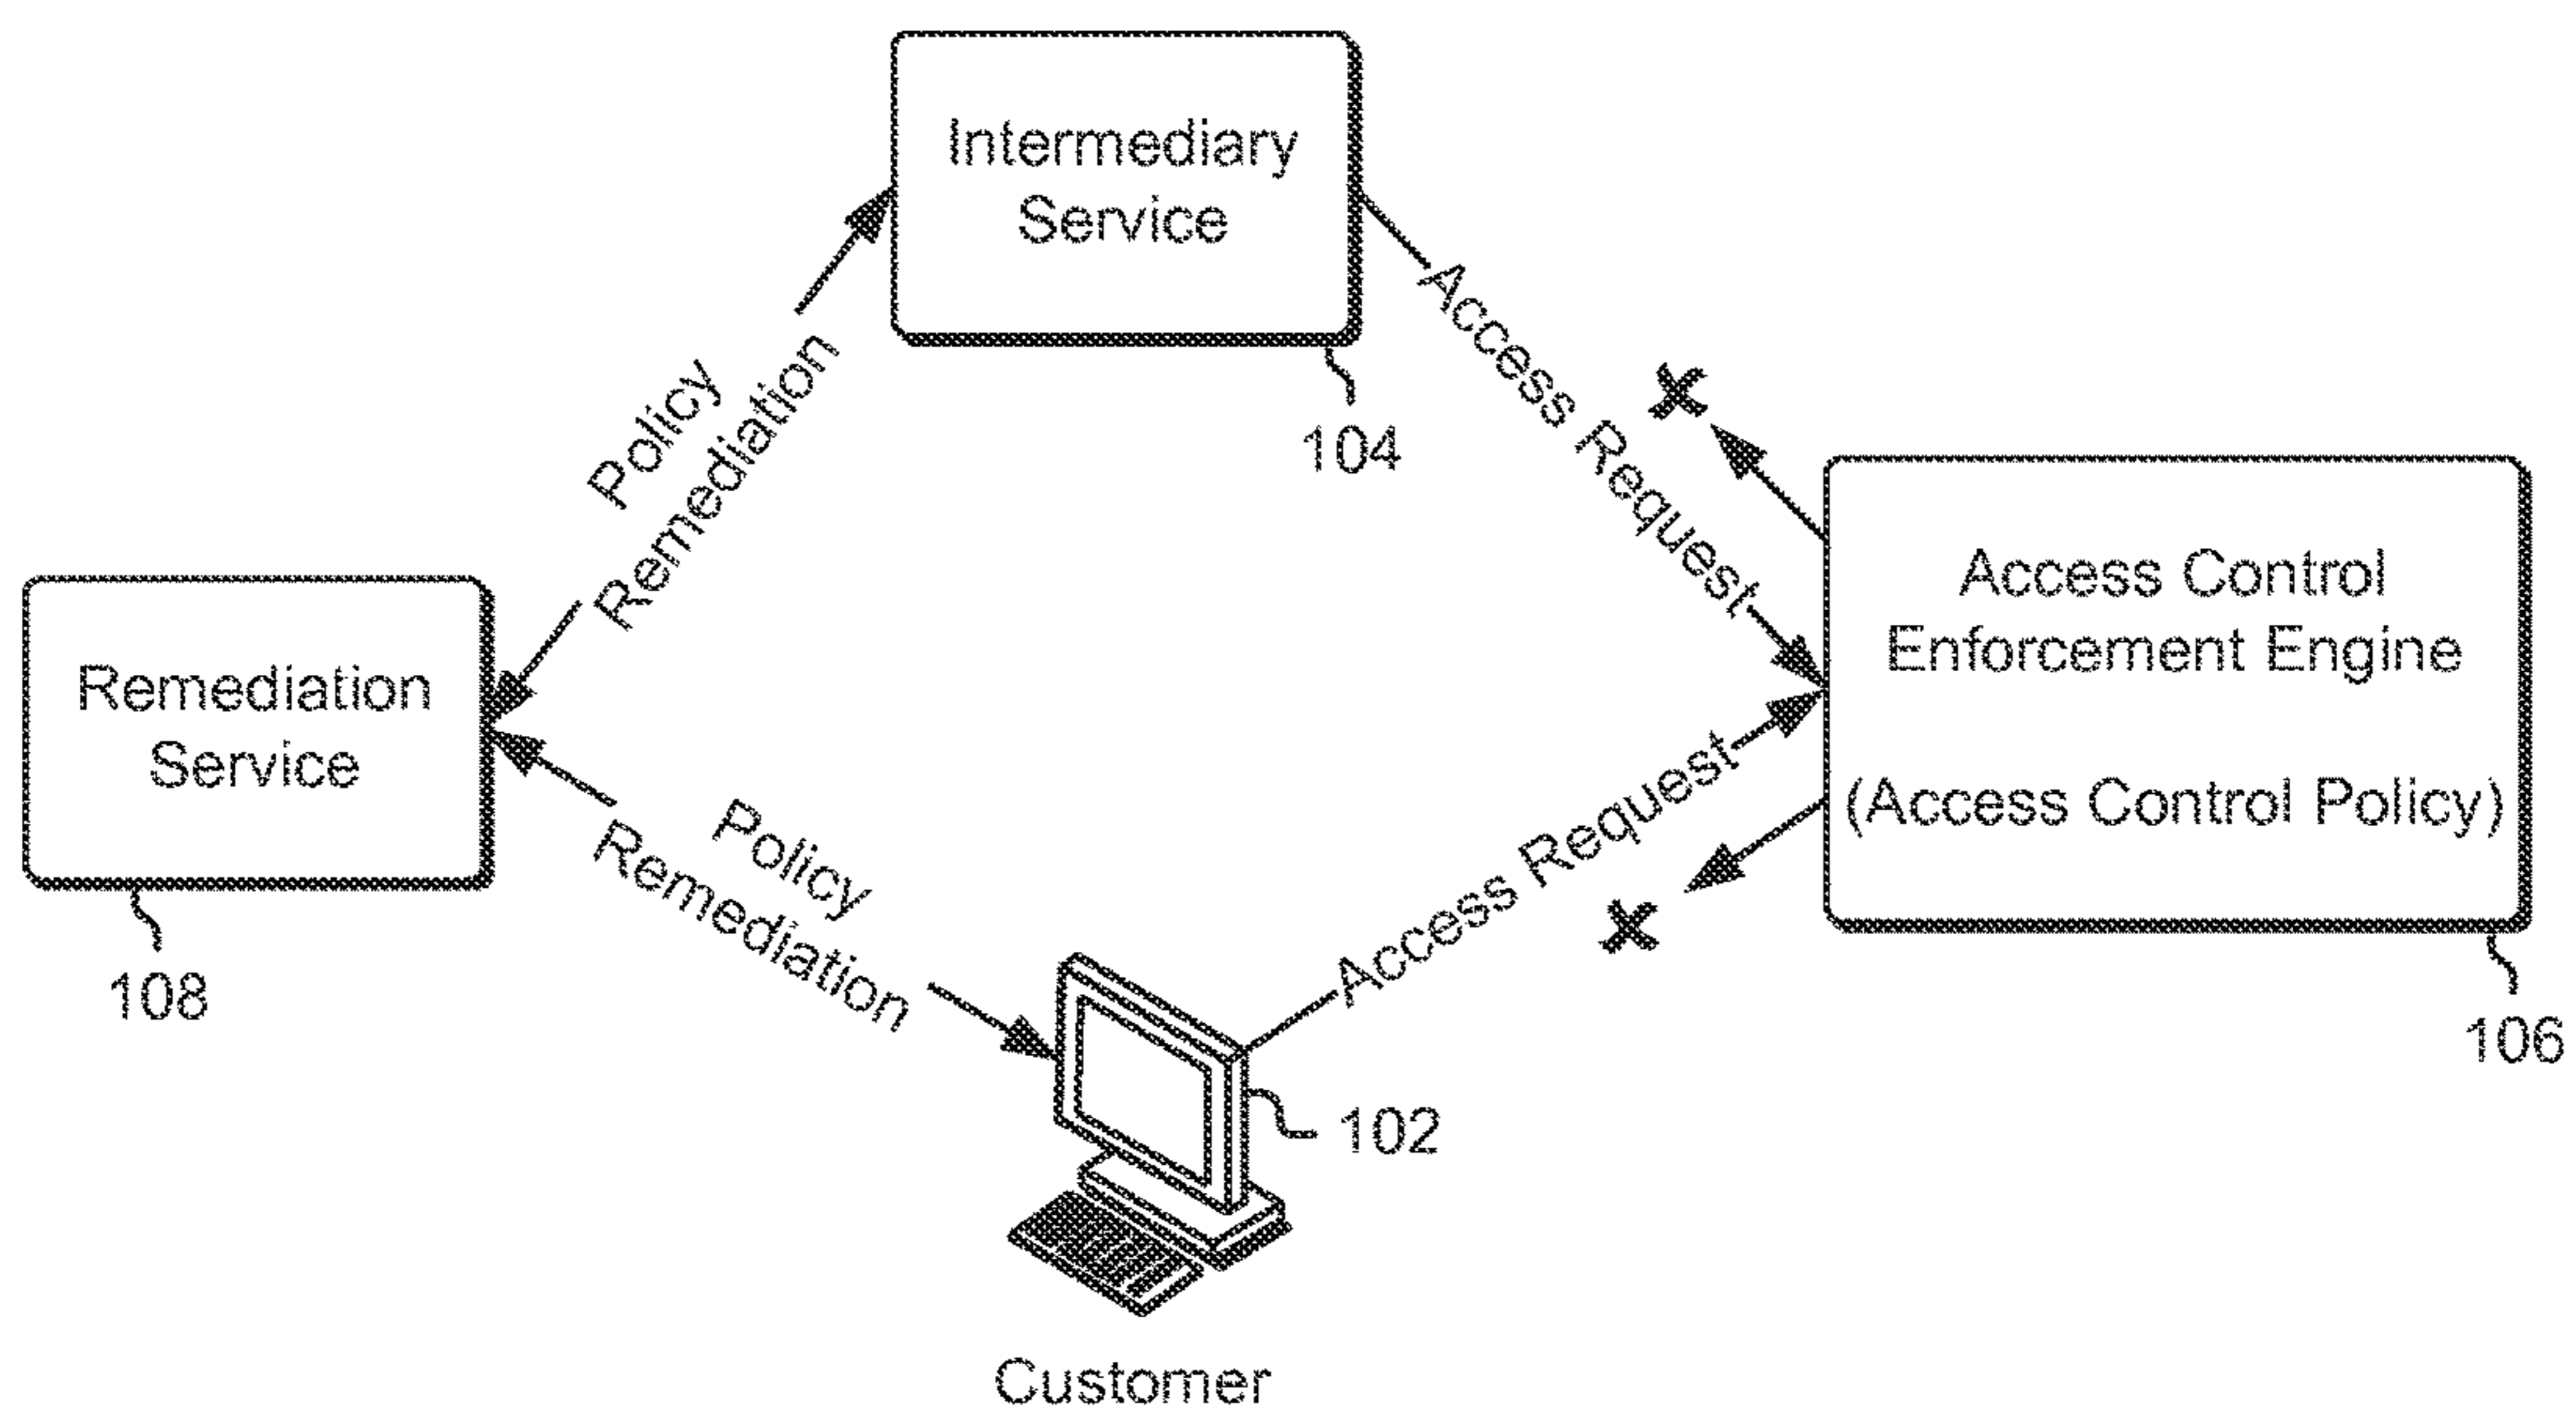 Intermediary
Service
104
Access Request
Policy
Remediation
Access Control
Enforcement Engine
(Access Control Policy)
106
Remediation
Service
108
Policy
Remediation
Access Request
102
Customer